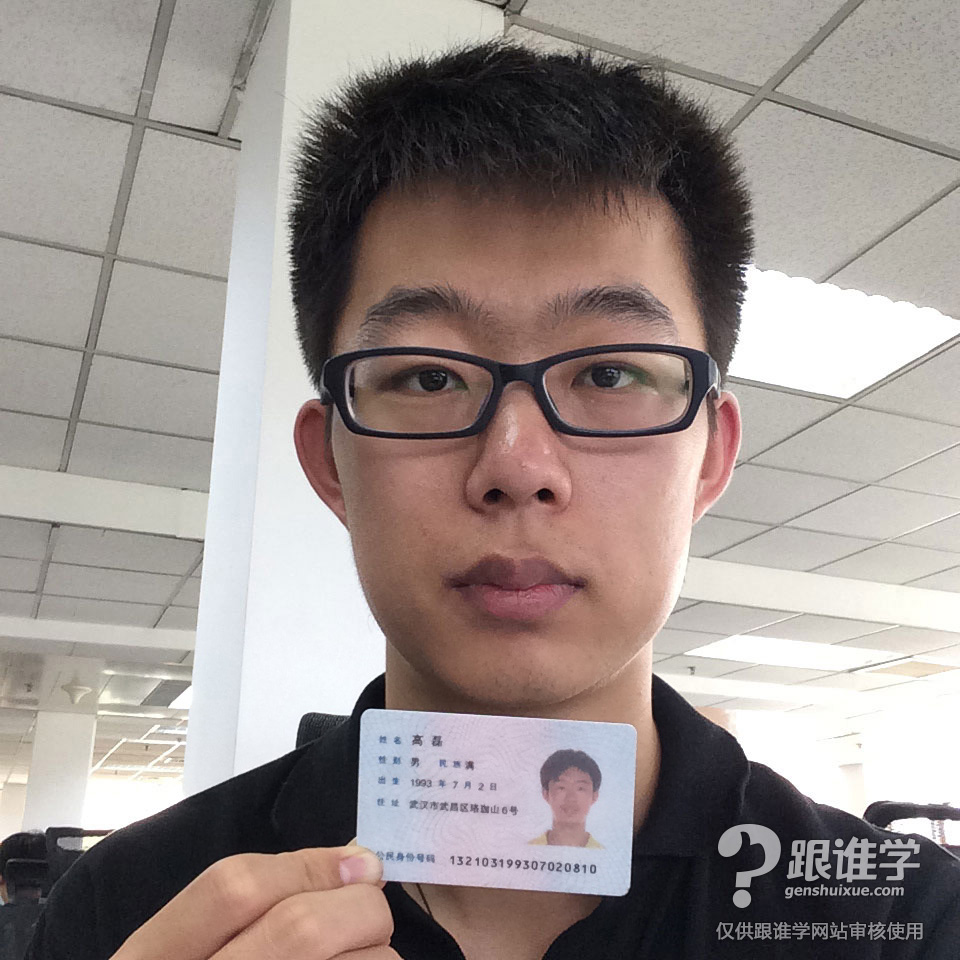 姓名 高磊
性别 男 民族 满
出生 1993 年 7 月 2 日
住址 武汉市武昌区珞珈山6号
公民身份号码 132103199307020810
跟谁学
genshuixue.com
仅供跟谁学网站审核使用